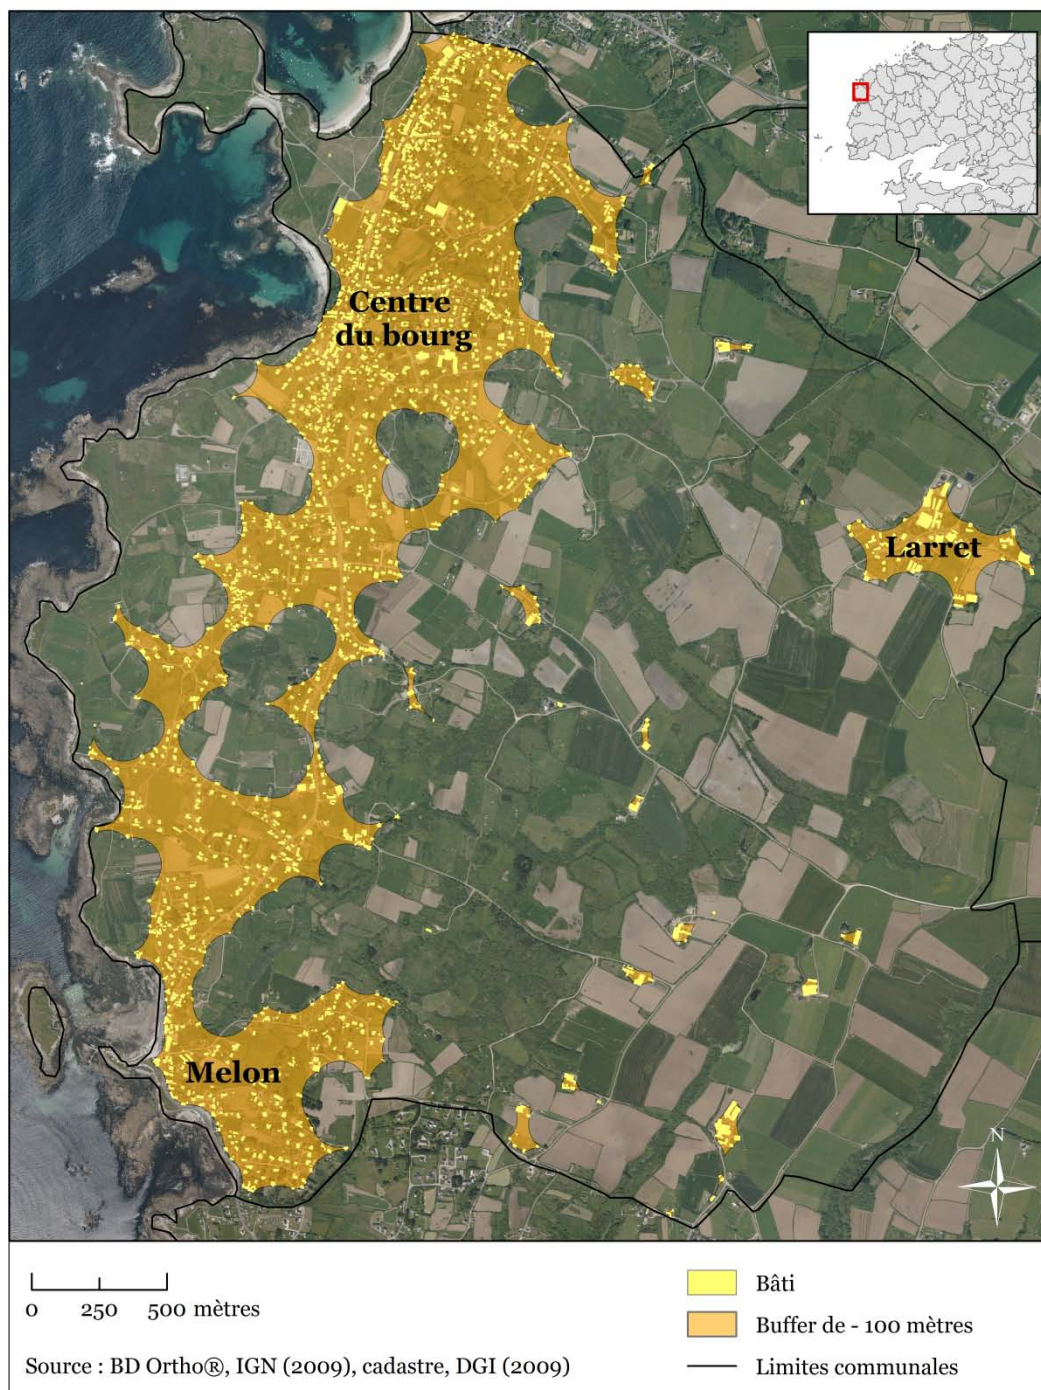 N
Centre
du bourg
Larret
Melon
0 250 500 mètres
Source : BD Ortho®, IGN (2009), cadastre, DGI (2009)
Bâti
Buffer de - 100 mètres
Limites communales